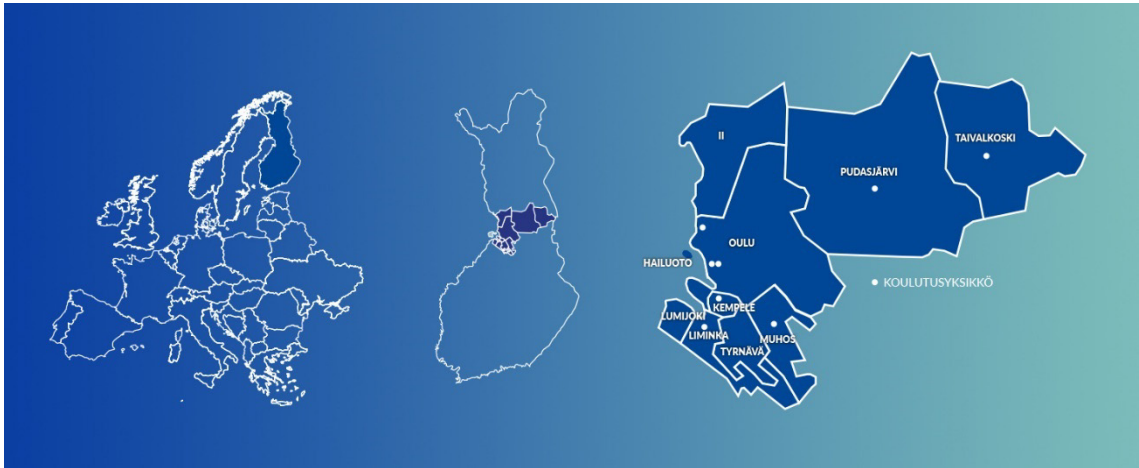 II
TAIVALKOSKI
PUDASJÄRVI
OULU
HAILUOTO
KOULUTUSYKSIKKÖ
KEMPELE
LUMIJOKI
LIMINKA
MUHOS
TYRNÄVÄ